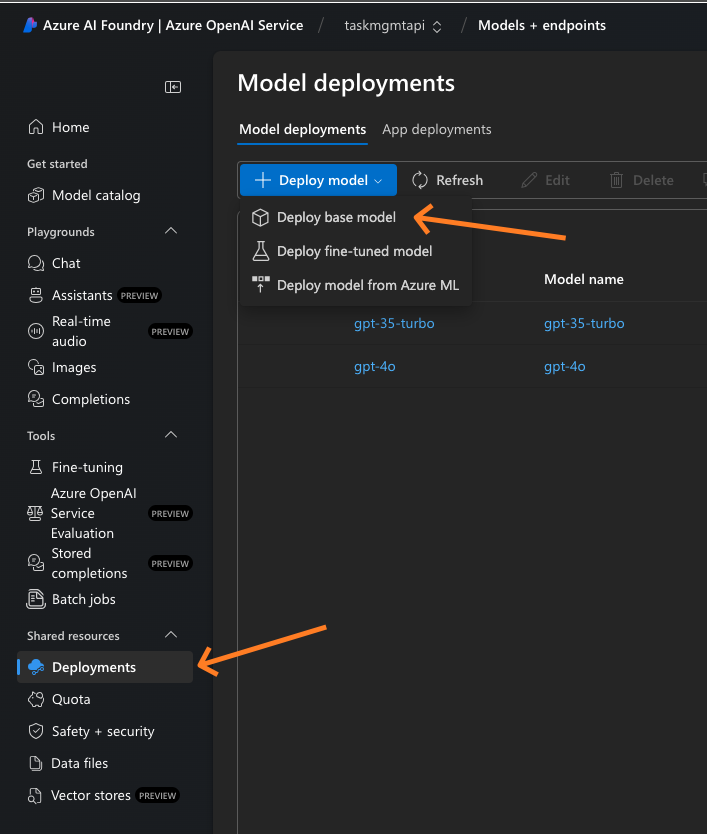 Azure AI Foundry | Azure OpenAI Service / taskmgmtapi / Models + endpoints
Home
Get started
Model catalog
Playgrounds
Chat
Assistants PREVIEW
Real-time
audio PREVIEW
Images
Completions
Tools
Fine-tuning
Azure OpenAI
Service
Evaluation PREVIEW
Stored
completions PREVIEW
Batch jobs
Shared resources
Deployments
Quota
Safety + security
Data files
Vector stores PREVIEW
Model deployments
Model deployments App deployments
Deploy model Refresh Edit Delete
Deploy base model
Deploy fine-tuned model
Deploy model from Azure ML
Model name
gpt-35-turbo gpt-35-turbo
gpt-4o gpt-4o